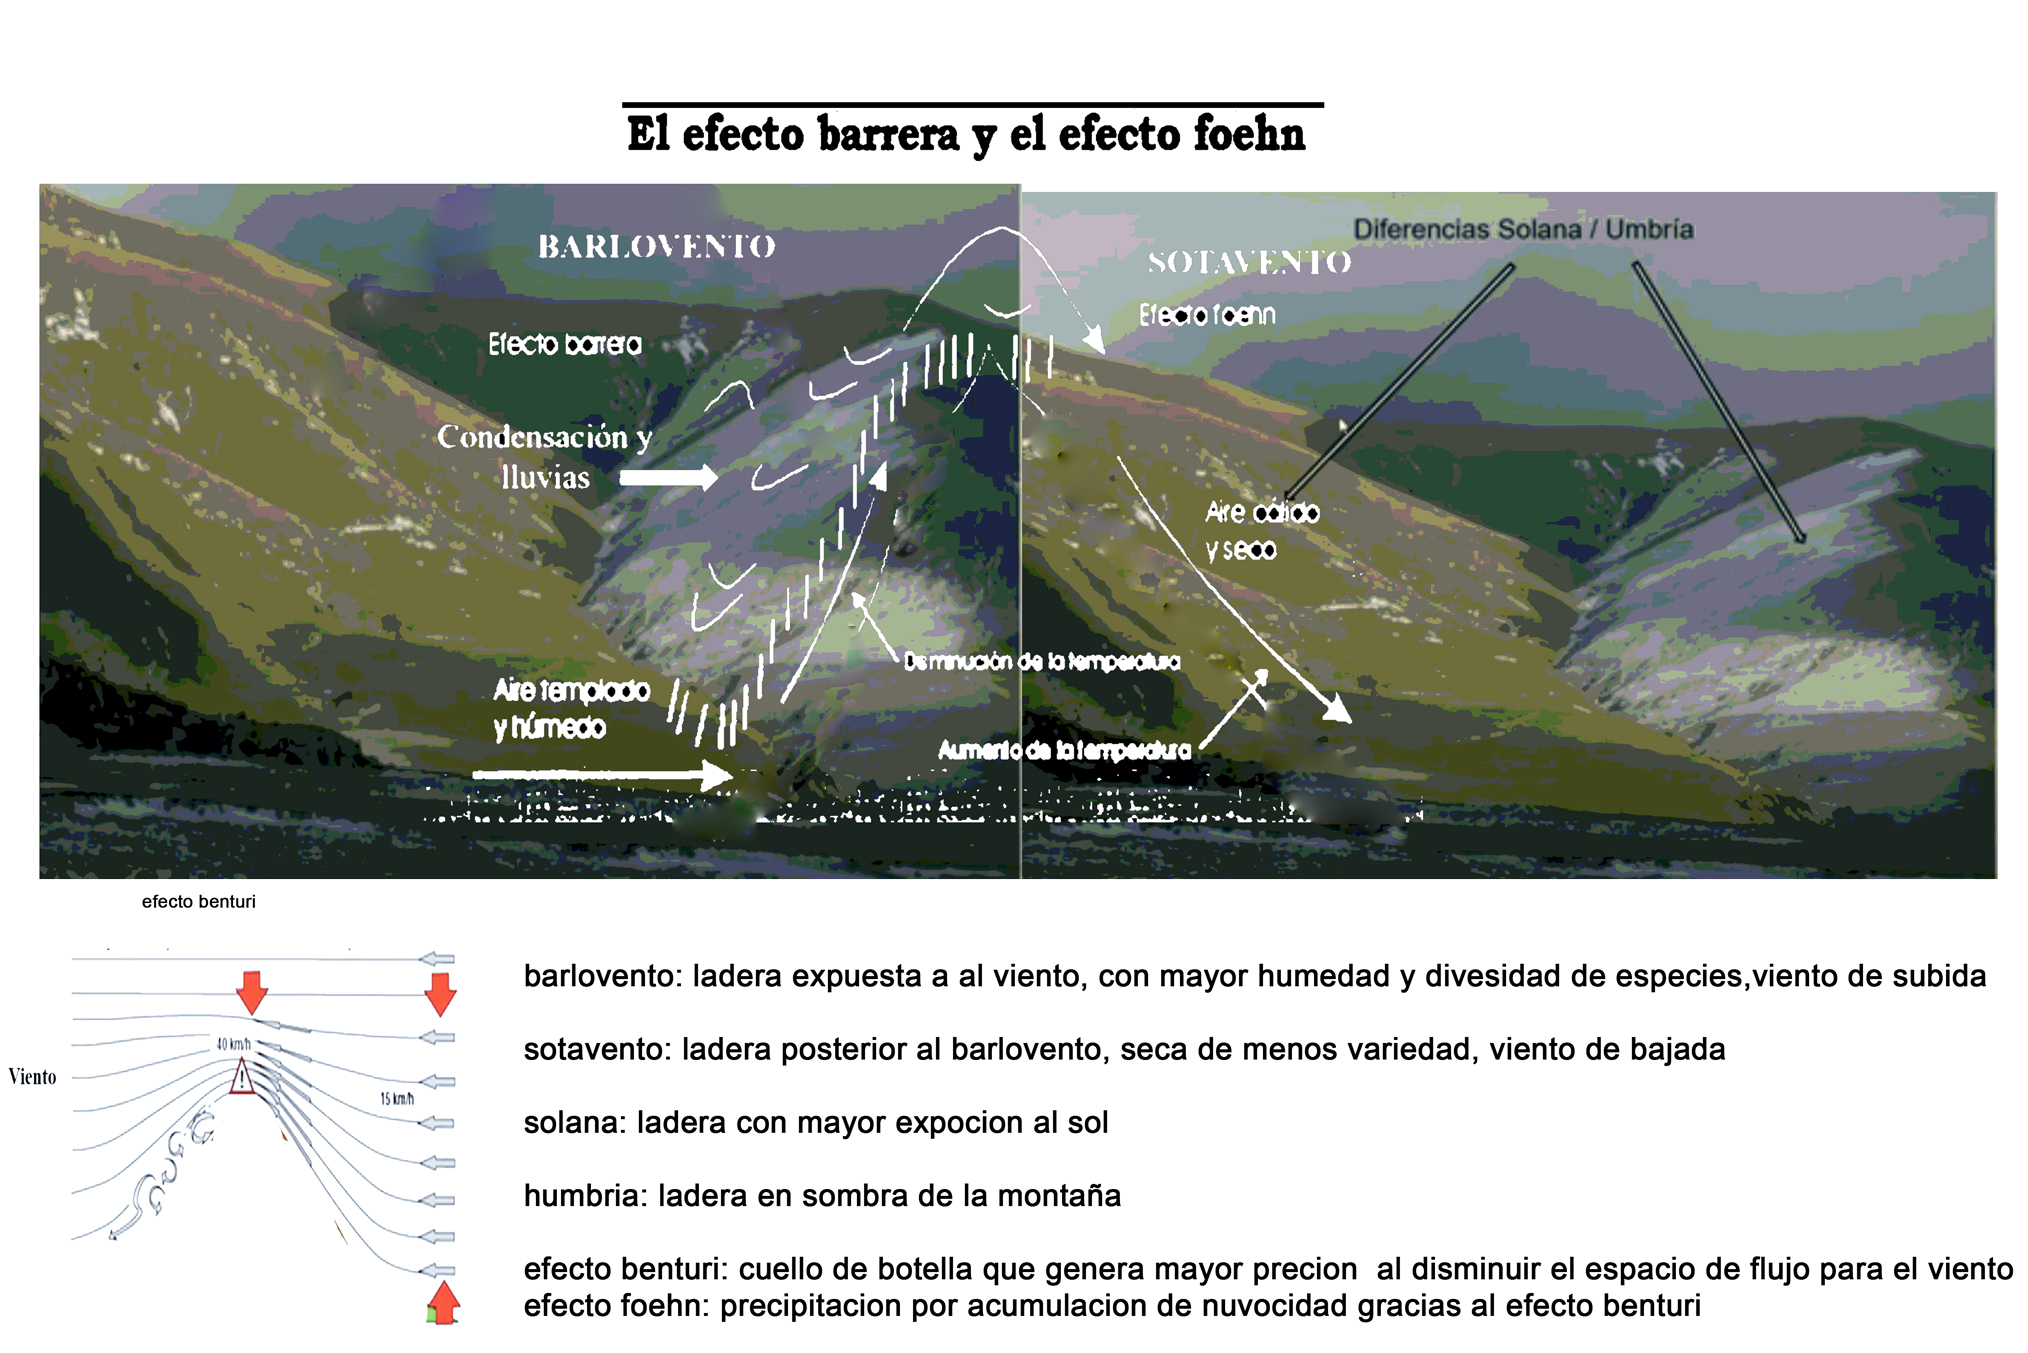 El efecto barrera y el efecto foehn
BARLOVENTO
Efecto barrera
Condensación y
lluvias
Aire templado
y húmedo
Disminución de la temperatura
SOTAVENTO
Efecto foehn
Diferencias Solana / Umbría
Aire cálido
y seco
Aumento de la temperatura
efecto benturi
Viento
40 km/h
15 km/h
!
barlovento: ladera expuesta a al viento, con mayor humedad y divesidad de especies,viento de subida
sotavento: ladera posterior al barlovento, seca de menos variedad, viento de bajada
solana: ladera con mayor expocion al sol
humbria: ladera en sombra de la montaña
efecto benturi: cuello de botella que genera mayor precion  al disminuir el espacio de flujo para el viento
efecto foehn: precipitacion por acumulacion de nuvocidad gracias al efecto benturi